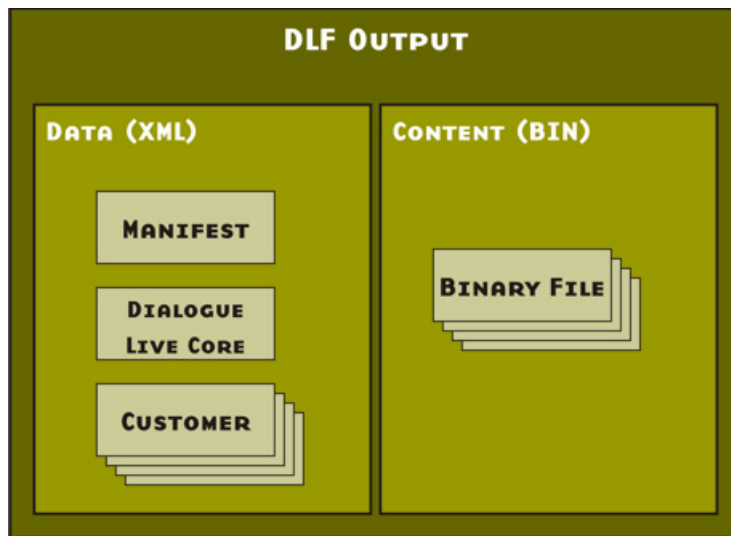 DLF OUTPUT
DATA (XML)
MANIFEST
DIALOGUE
LIVE CORE
CUSTOMER
CONTENT (BIN)
BINARY FILE